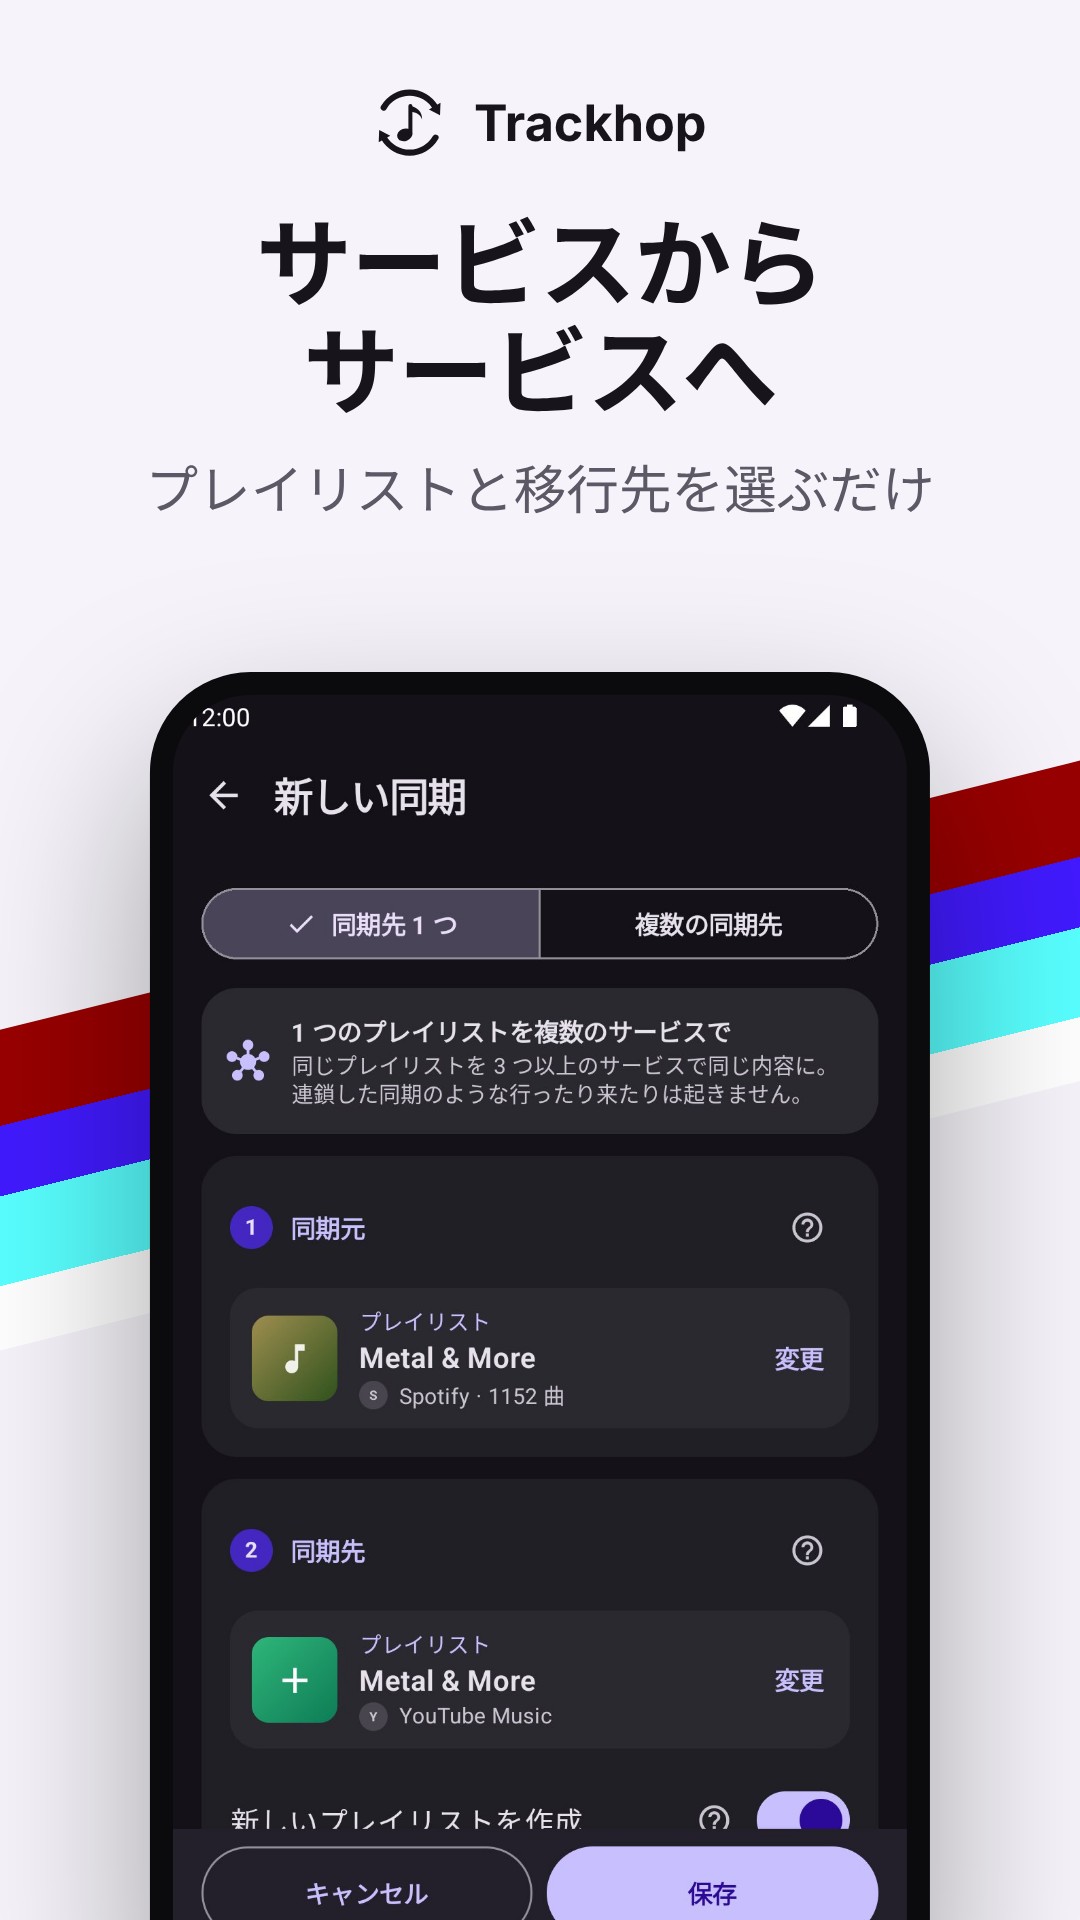 Trackhop
サービスから
サービスへ
プレイリストと移行先を選ぶだけ
12:00
新しい同期
同期先 1 つ
複数の同期先
1 つのプレイリストを複数のサービスで
同じプレイリストを 3 つ以上のサービスで同じ内容に。
連鎖した同期のような行ったり来たりは起きません。
1 同期元
プレイリスト
Metal & More
変更
S Spotify · 1152 曲
2 同期先
プレイリスト
Metal & More
変更
Y YouTube Music
新しいプレイリストを作成
キャンセル
保存